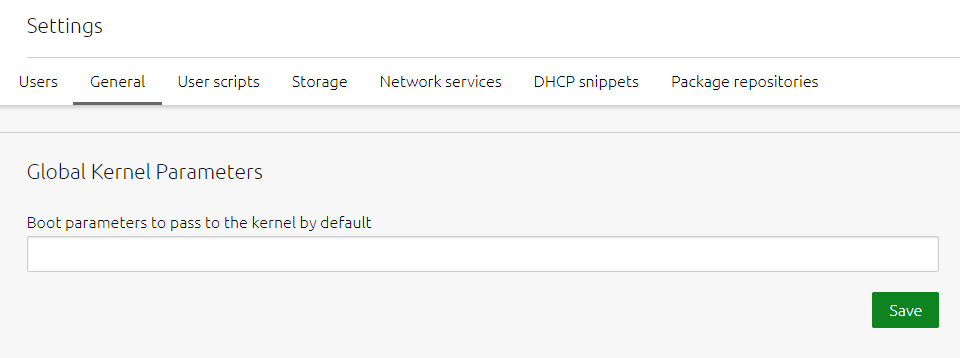 Settings
Users General User scripts Storage Network services DHCP snippets Package repositories
Global Kernel Parameters
Boot parameters to pass to the kernel by default
Save